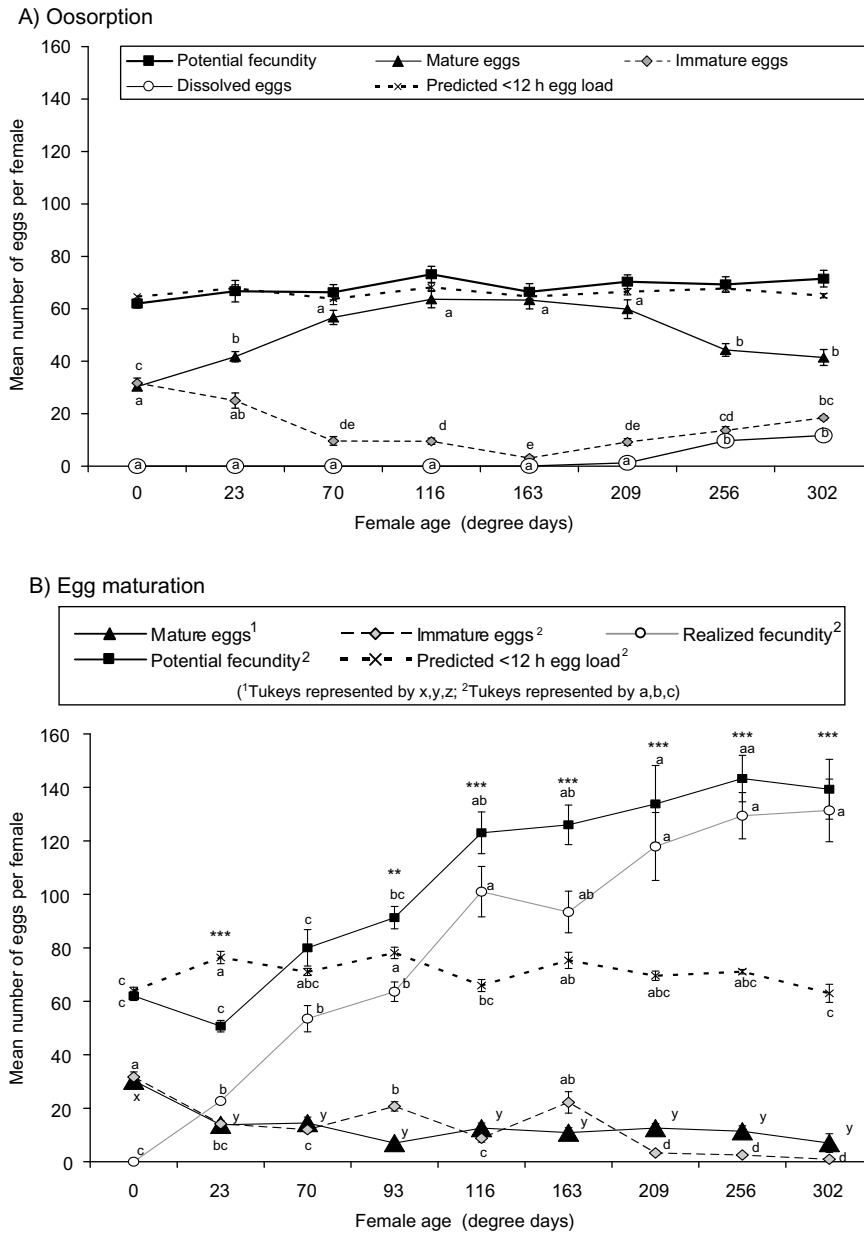 A) Oosorption
Potential fecundity Mature eggs Immature eggs
Dissolved eggs Predicted <12 h egg load
160
140
120
100
80
60
40
20
0
Mean number of eggs per female
c b a a a a b b
a ab de d e de cd bc
a a a a a a b b
0 23 70 116 163 209 256 302
Female age (degree days)
B) Egg maturation
Mature eggs¹ Immature eggs² Realized fecundity²
Potential fecundity² Predicted <12 h egg load²
(¹Tukeys represented by x,y,z; ²Tukeys represented by a,b,c)
160
140
120
100
80
60
40
20
0
Mean number of eggs per female
*** ** *** *** *** *** ***
c c c bc ab ab a aa
c b b b a ab a a a
c a abc a bc ab abc abc c
a bc c b c ab d d d
x y y y y y y y y
0 23 70 93 116 163 209 256 302
Female age (degree days)